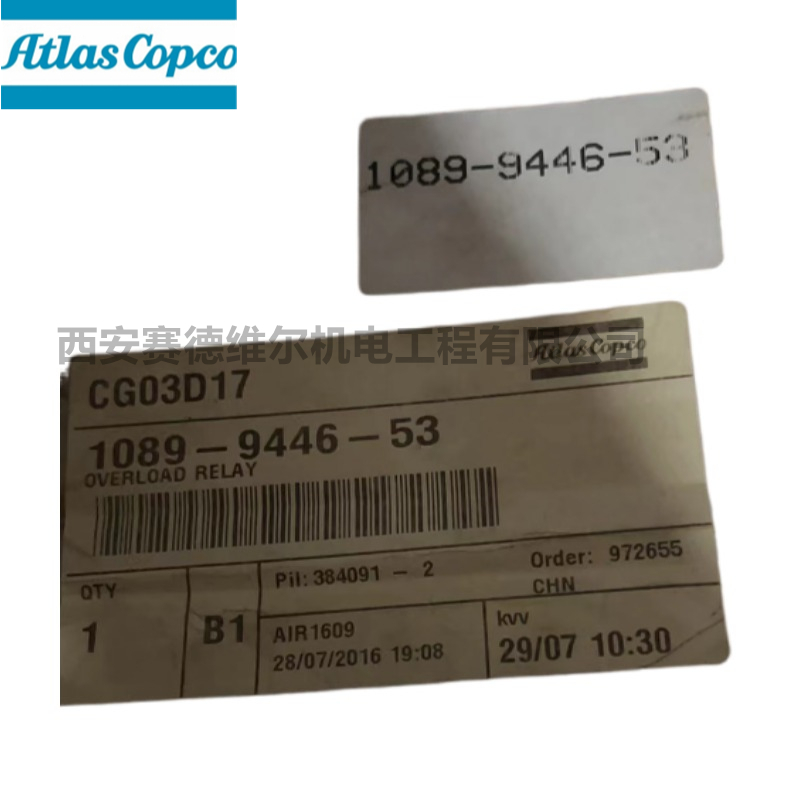 Atlas Copco
1089-9446-53
西安赛德维尔机电工程有限公司
Atlas Copco
CG03D17
1089-9446-53
OVERLOAD RELAY
QTY
1
B1
Pil: 384091 - 2
Order: 972655
CHN
AIR1609
28/07/2016 19:08
kvv
29/07 10:30